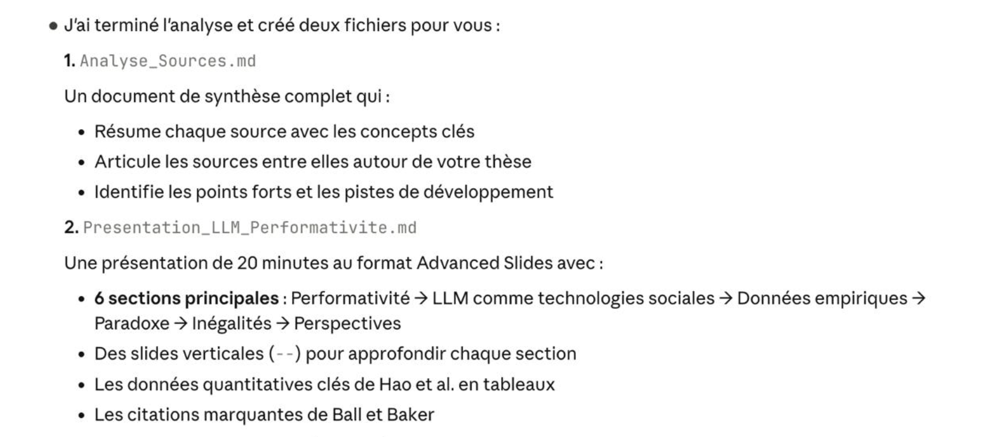 ● J'ai terminé l'analyse et créé deux fichiers pour vous :
1. Analyse_Sources.md
Un document de synthèse complet qui :
• Résume chaque source avec les concepts clés
• Articule les sources entre elles autour de votre thèse
• Identifie les points forts et les pistes de développement
2. Presentation_LLM_Performativite.md
Une présentation de 20 minutes au format Advanced Slides avec :
• 6 sections principales : Performativité → LLM comme technologies sociales → Données empiriques →
Paradoxe → Inégalités → Perspectives
• Des slides verticales (--) pour approfondir chaque section
• Les données quantitatives clés de Hao et al. en tableaux
• Les citations marquantes de Ball et Baker